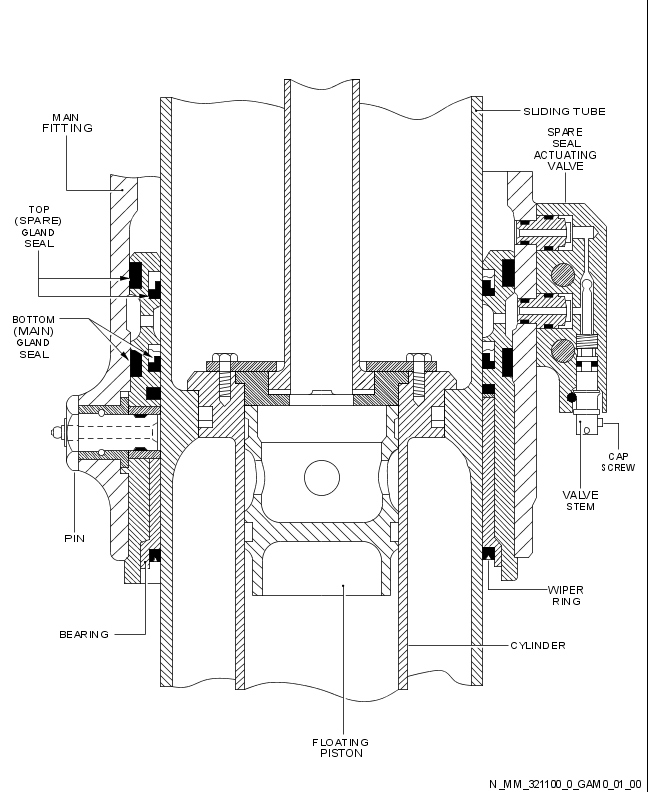 SLIDING TUBE
MAIN
FITTING
SPARE
SEAL
ACTUATING
VALVE
TOP
(SPARE)
GLAND
SEAL
BOTTOM
(MAIN)
GLAND
SEAL
CAP
SCREW
VALVE
STEM
PIN
WIPER
RING
BEARING
CYLINDER
FLOATING
PISTON
N_MM_321100_0_GAM0_01_00